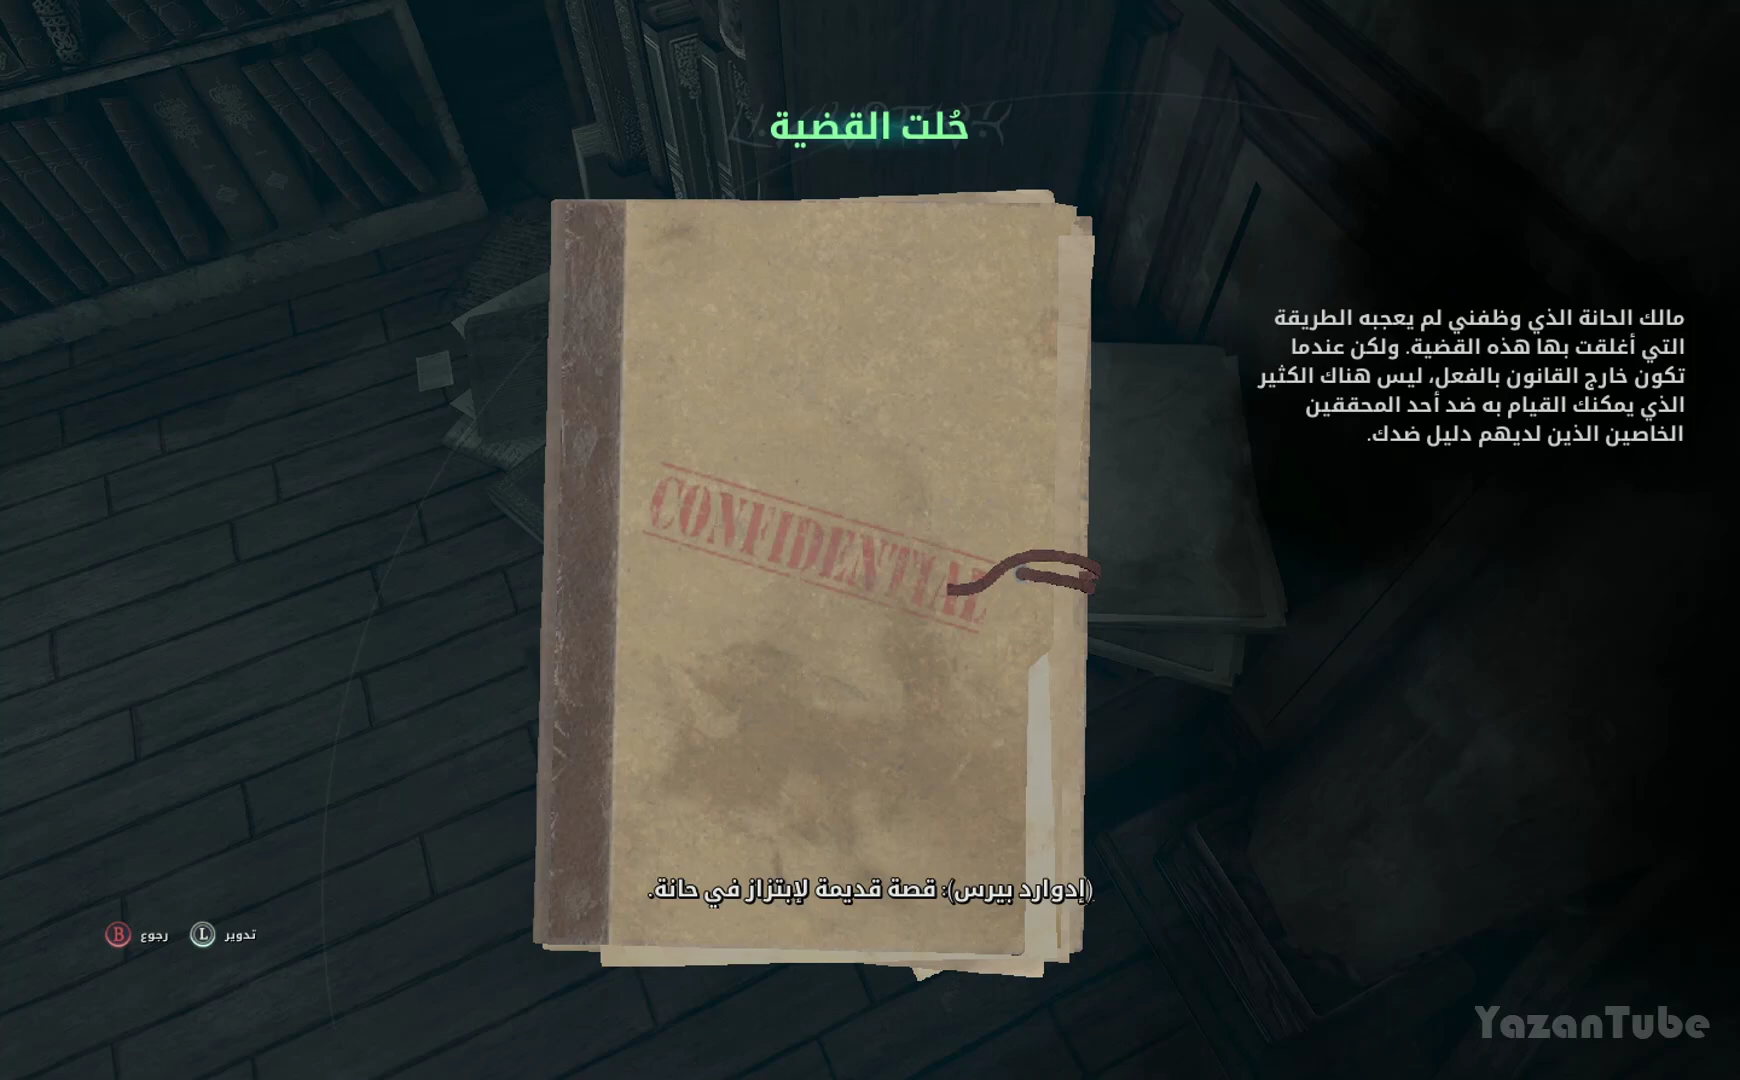 حُلت القضية
مالك الحانة الذي وظفني لم يعجبه الطريقة
التي أغلقت بها هذه القضية. ولكن عندما
تكون خارج القانون بالفعل، ليس هناك الكثير
الذي يمكنك القيام به ضد أحد المحققين
الخاصين الذين لديهم دليل ضدك.
CONFIDENTIAL
(إدوارد بيرس): قصة قديمة لإبتزاز في حانة.
B رجوع L تدوير
YazanTube